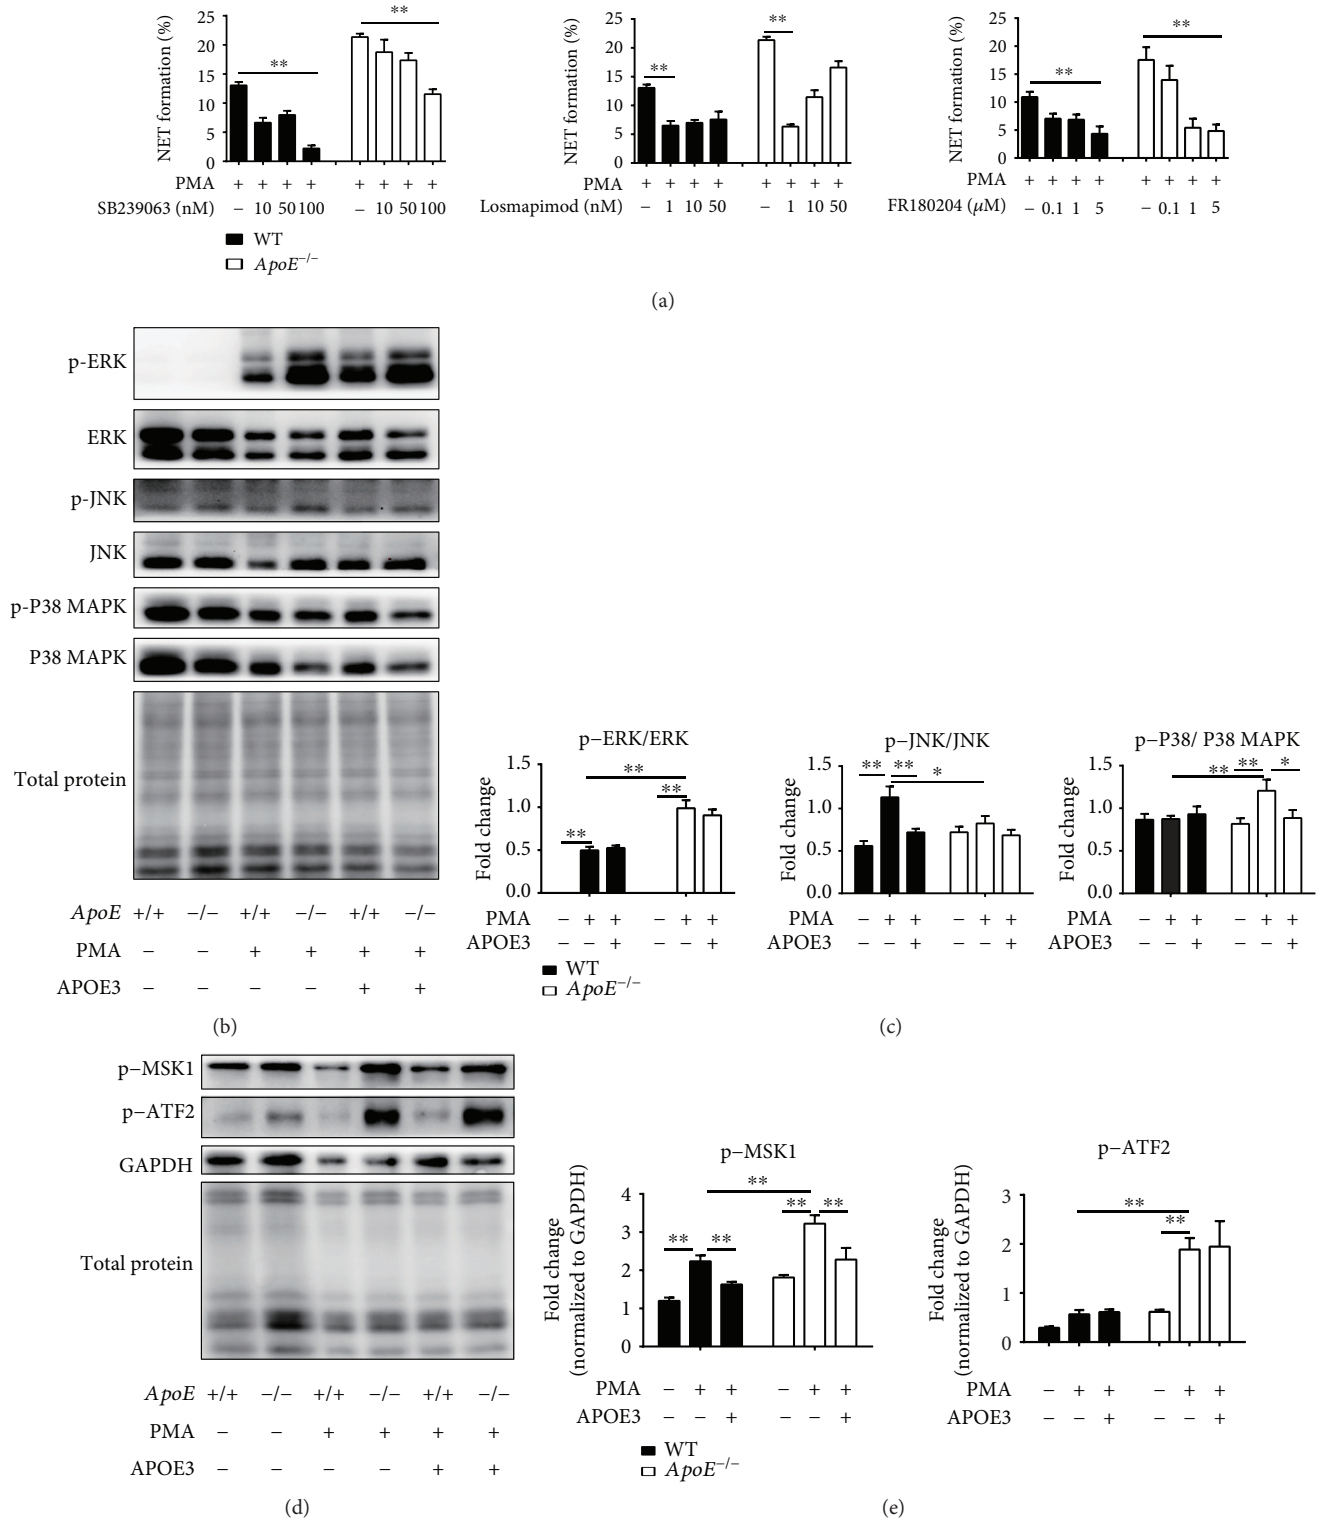 NET formation (%)
25
20
15
10
5
0
**
**
PMA + + + + + + + +
SB239063 (nM) − 10 50 100 − 10 50 100
WT
ApoE−/−
NET formation (%)
25
20
15
10
5
0
**
**
PMA + + + + + + + +
Losmapimod (nM) − 1 10 50 − 1 10 50
NET formation (%)
25
20
15
10
5
0
**
**
PMA + + + + + + + +
FR180204 (μM) − 0.1 1 5 − 0.1 1 5
(a)
p-ERK
ERK
p-JNK
JNK
p-P38 MAPK
P38 MAPK
Total protein
ApoE +/+ −/− +/+ −/− +/+ −/−
PMA − − + + + +
APOE3 − − − − + +
(b)
p−ERK/ERK
Fold change
1.5
1.0
0.5
0.0
**
**
**
PMA − + + − + +
APOE3 − − + − − +
WT
ApoE−/−
p−JNK/JNK
Fold change
1.5
1.0
0.5
0.0
** ** *
PMA − + + − + +
APOE3 − − + − − +
p−P38/ P38 MAPK
Fold change
1.5
1.0
0.5
0.0
** ** *
PMA − + + − + +
APOE3 − − + − − +
(c)
p−MSK1
p−ATF2
GAPDH
Total protein
ApoE +/+ −/− +/+ −/− +/+ −/−
PMA − − + + + +
APOE3 − − − − + +
(d)
p−MSK1
Fold change
(normalized to GAPDH)
4
3
2
1
0
**
** **
** **
PMA − + + − + +
APOE3 − − + − − +
WT
ApoE−/−
p−ATF2
Fold change
(normalized to GAPDH)
3
2
1
0
**
**
PMA − + + − + +
APOE3 − − + − − +
(e)